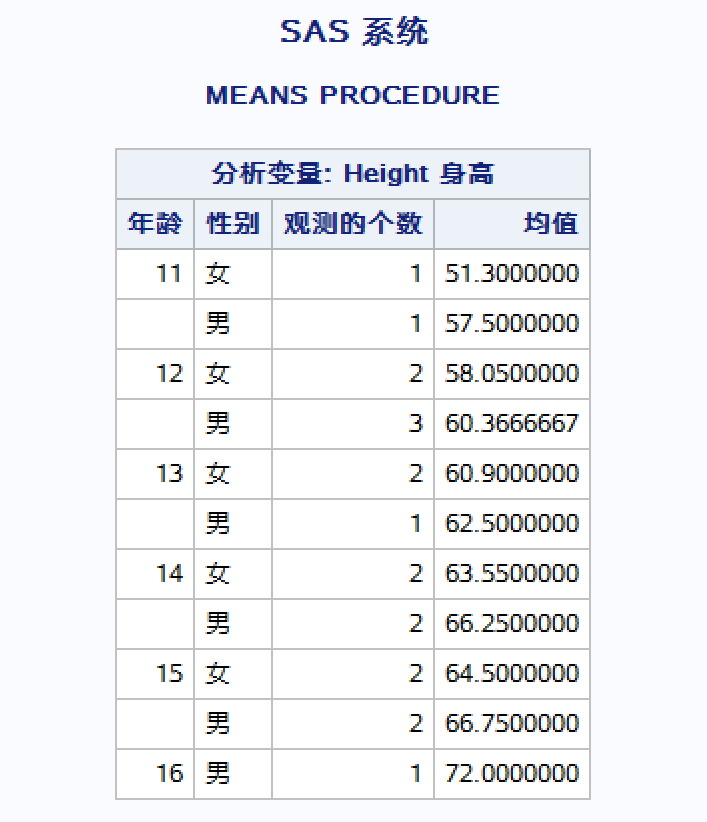 SAS 系统
MEANS PROCEDURE
分析变量: Height 身高
年龄 性别 观测的个数 均值
11 女 1 51.3000000
男 1 57.5000000
12 女 2 58.0500000
男 3 60.3666667
13 女 2 60.9000000
男 1 62.5000000
14 女 2 63.5500000
男 2 66.2500000
15 女 2 64.5000000
男 2 66.7500000
16 男 1 72.0000000